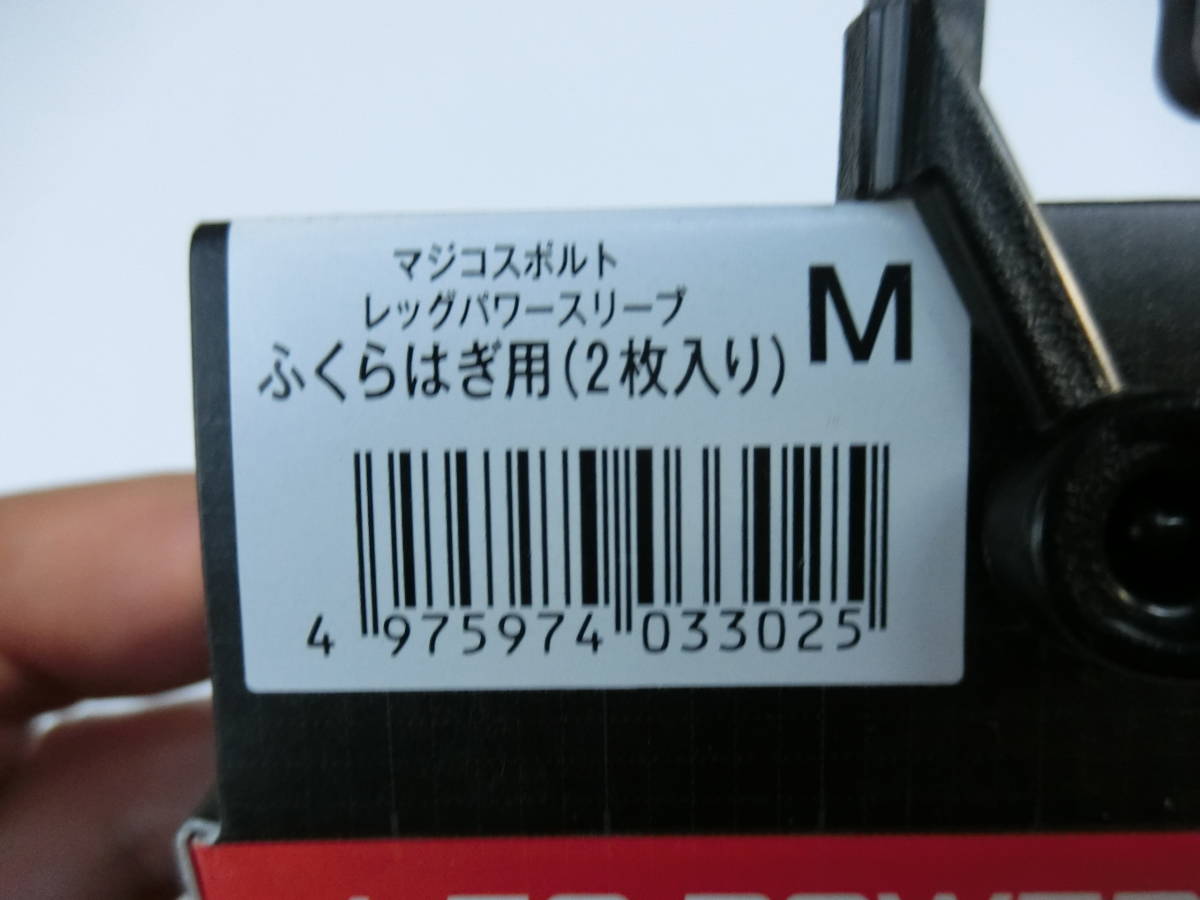 マジコスポルト
レッグパワースリーブ
ふくらはぎ用(2枚入り)
M
4 975974 033025